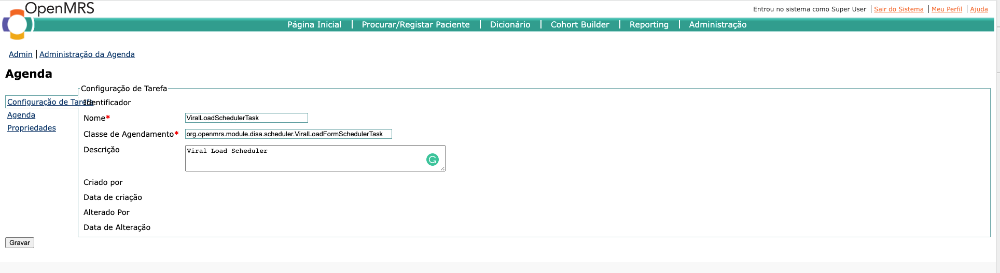 OpenMRS
Entrou no sistema como Super User | Sair do Sistema | Meu Perfil | Ajuda
Página Inicial | Procurar/Registar Paciente | Dicionário | Cohort Builder | Reporting | Administração
Admin | Administração da Agenda
Agenda
Configuração de Tarefa
Configuração de Tarefa
Agenda
Propriedades
Identificador
Nome* ViralLoadSchedulerTask
Classe de Agendamento* org.openmrs.module.disa.scheduler.ViralLoadFormSchedulerTask
Descrição Viral Load Scheduler
Criado por
Data de criação
Alterado Por
Data de Alteração
Gravar